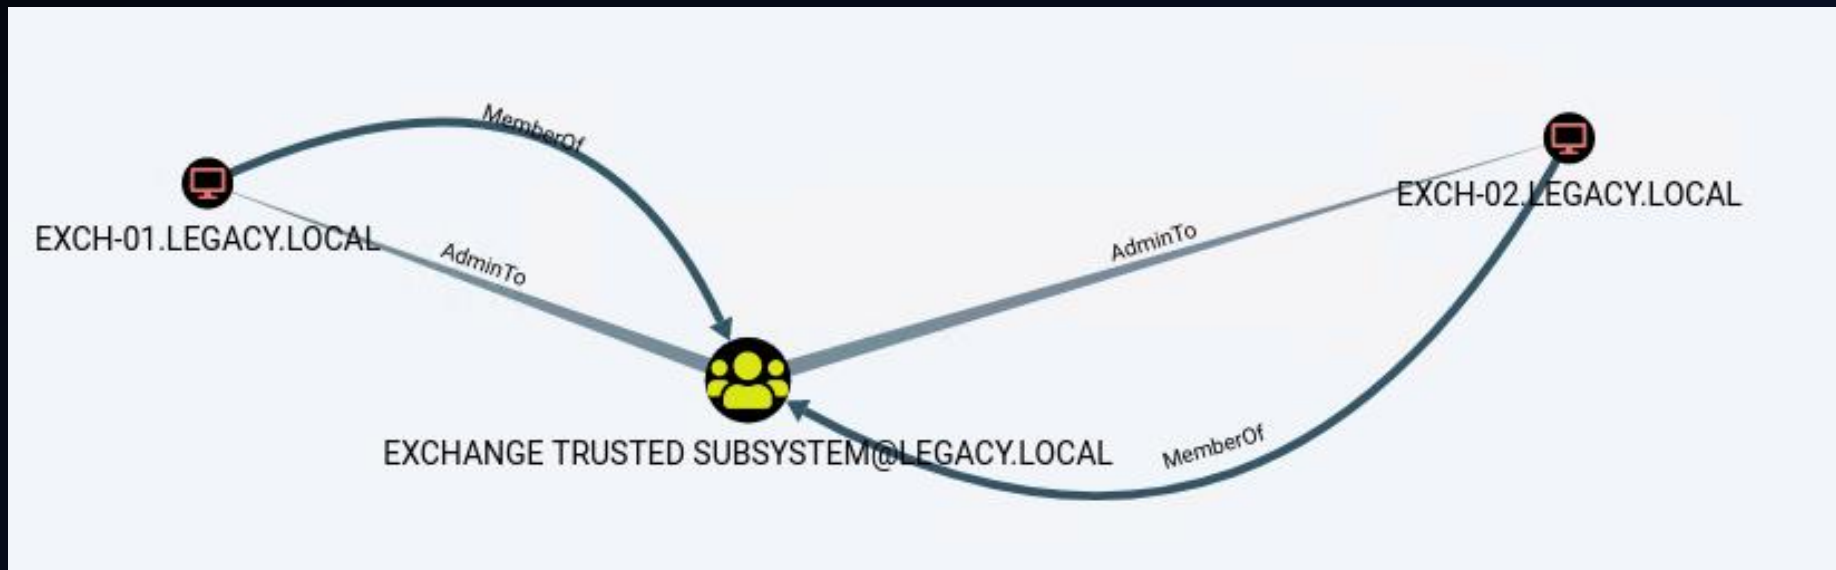 MemberOf
EXCH-01.LEGACY.LOCAL
AdminTo
EXCH-02.LEGACY.LOCAL
AdminTo
EXCHANGE TRUSTED SUBSYSTEM@LEGACY.LOCAL
MemberOf